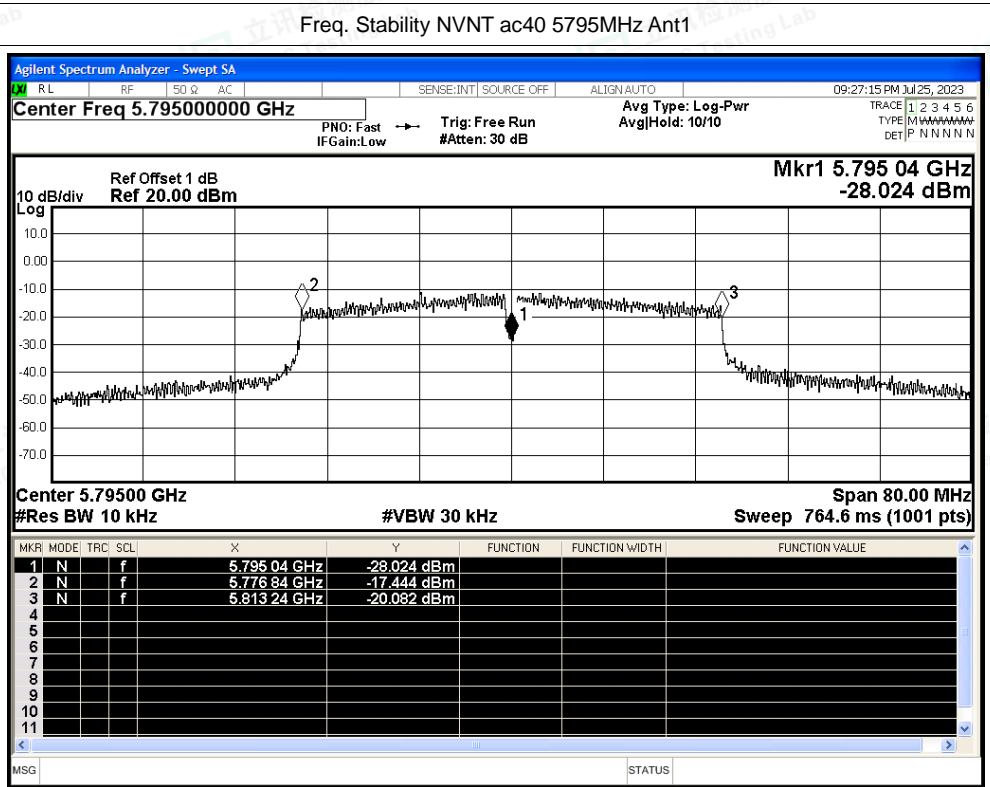 Freq. Stability NVNT ac40 5795MHz Ant1
Agilent Spectrum Analyzer - Swept SA
LXI RL RF 50 Ω AC SENSE:INT SOURCE OFF ALIGN AUTO 09:27:15 PM Jul 25, 2023
Center Freq 5.795000000 GHz
PNO: Fast
IFGain:Low
Trig: Free Run
#Atten: 30 dB
Avg Type: Log-Pwr
Avg|Hold: 10/10
TRACE 1 2 3 4 5 6
TYPE M
DET P N N N N N
Mkr1 5.795 04 GHz
-28.024 dBm
Ref Offset 1 dB
10 dB/div Ref 20.00 dBm
Log
10.0
0.00
-10.0
-20.0
-30.0
-40.0
-50.0
-60.0
-70.0
2
1
3
Center 5.79500 GHz Span 80.00 MHz
#Res BW 10 kHz #VBW 30 kHz Sweep 764.6 ms (1001 pts)
MKR MODE TRC SCL X Y FUNCTION FUNCTION WIDTH FUNCTION VALUE
1 N f 5.795 04 GHz -28.024 dBm
2 N f 5.776 84 GHz -17.444 dBm
3 N f 5.813 24 GHz -20.082 dBm
4
5
6
7
8
9
10
11
MSG STATUS